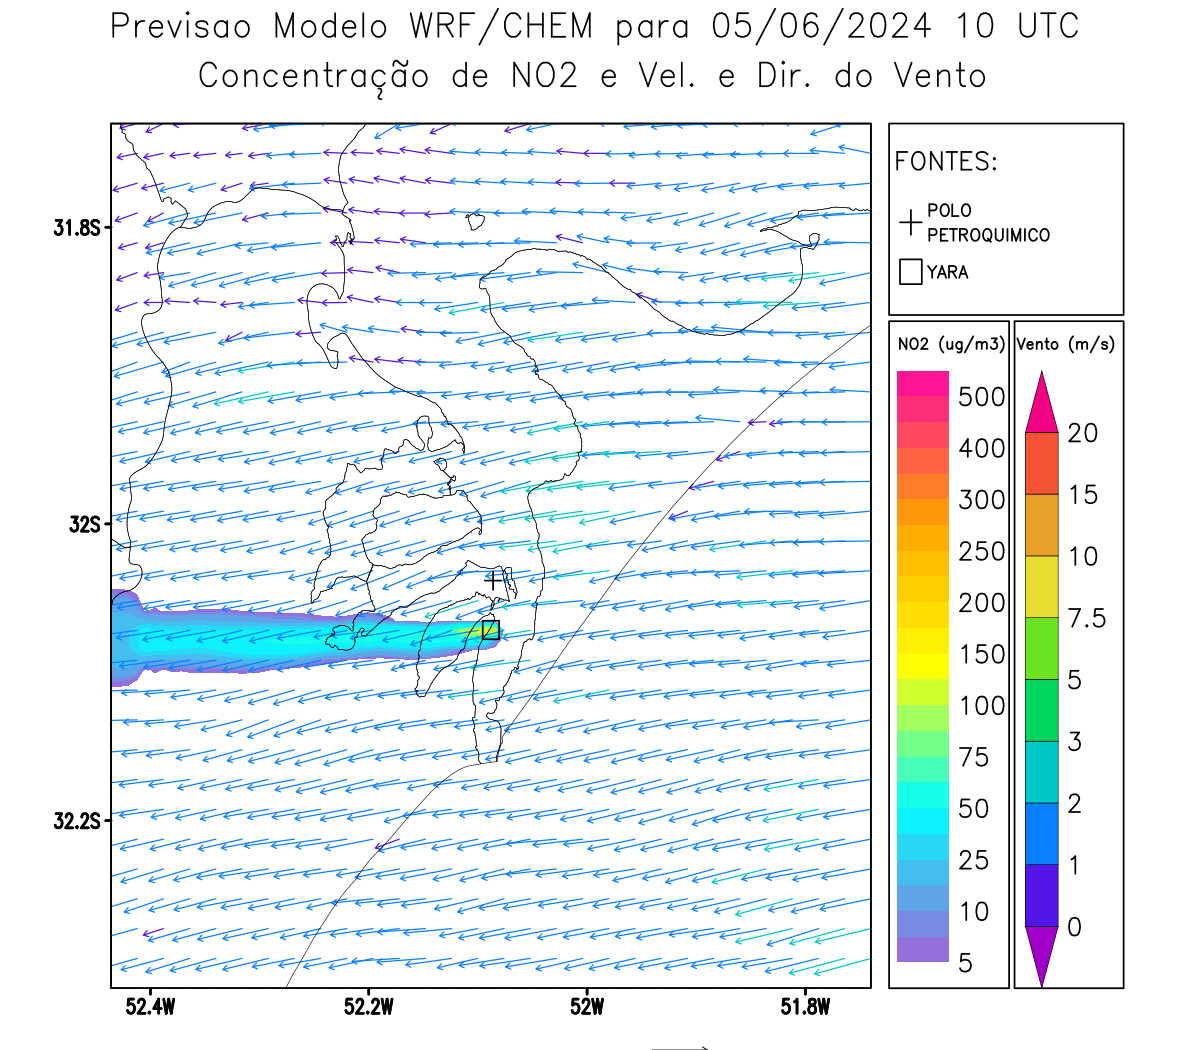 Previsao Modelo WRF/CHEM para 05/06/2024 10 UTC
Concentração de NO2 e Vel. e Dir. do Vento
FONTES:
POLO
PETROQUIMICO
YARA
NO2 (ug/m3)
500
400
300
250
200
150
100
75
50
25
10
5
Vento (m/s)
20
15
10
7.5
5
3
2
1
0
31.8S
32S
32.2S
52.4W
52.2W
52W
51.8W